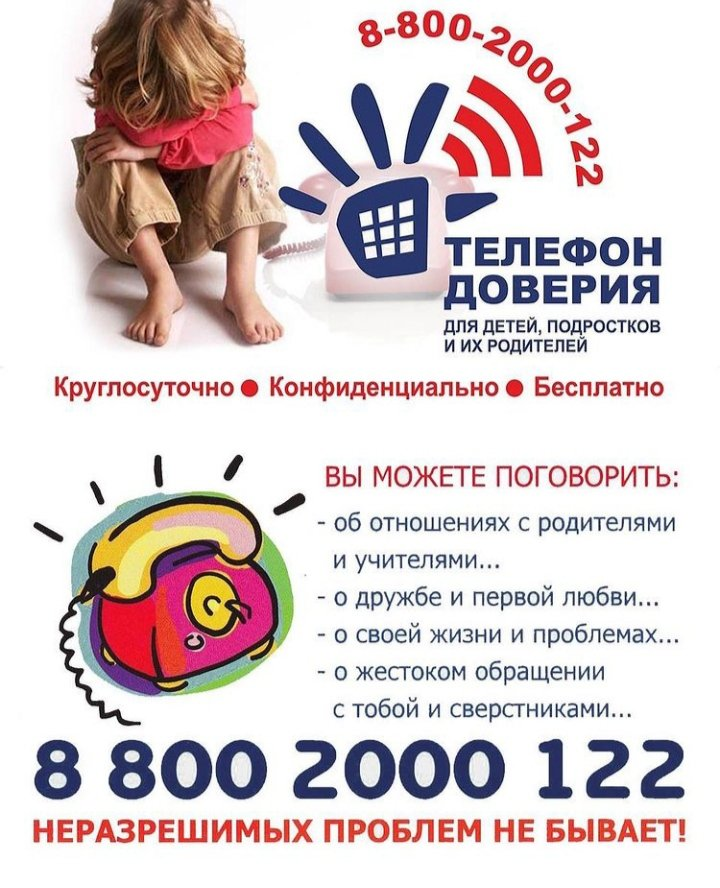 8-800-2000-122
ТЕЛЕФОН
ДОВЕРИЯ
ДЛЯ ДЕТЕЙ, ПОДРОСТКОВ
И ИХ РОДИТЕЛЕЙ
Круглосуточно ● Конфиденциально ● Бесплатно
ВЫ МОЖЕТЕ ПОГОВОРИТЬ:
- об отношениях с родителями
и учителями...
- о дружбе и первой любви...
- о своей жизни и проблемах...
- о жестоком обращении
с тобой и сверстниками...
8 800 2000 122
НЕРАЗРЕШИМЫХ ПРОБЛЕМ НЕ БЫВАЕТ!